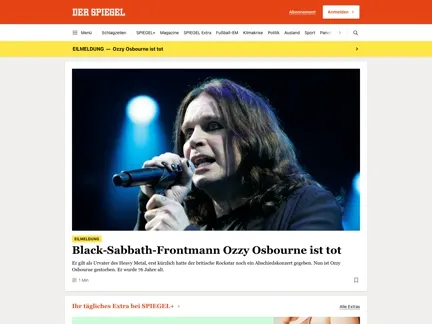 DER SPIEGEL
Abonnement
Anmelden
Menü
Schlagzeilen
SPIEGEL+
Magazine
SPIEGEL Extra
Fußball-EM
Klimakrise
Politik
Ausland
Sport
EILMELDUNG — Ozzy Osbourne ist tot
EILMELDUNG
Black-Sabbath-Frontmann Ozzy Osbourne ist tot
Er gilt als Urvater des Heavy Metal, erst kürzlich hatte der britische Rockstar noch ein Abschiedskonzert gegeben. Nun ist Ozzy
Osbourne gestorben. Er wurde 76 Jahre alt.
1 Min
Ihr tägliches Extra bei SPIEGEL+
Alle Extras